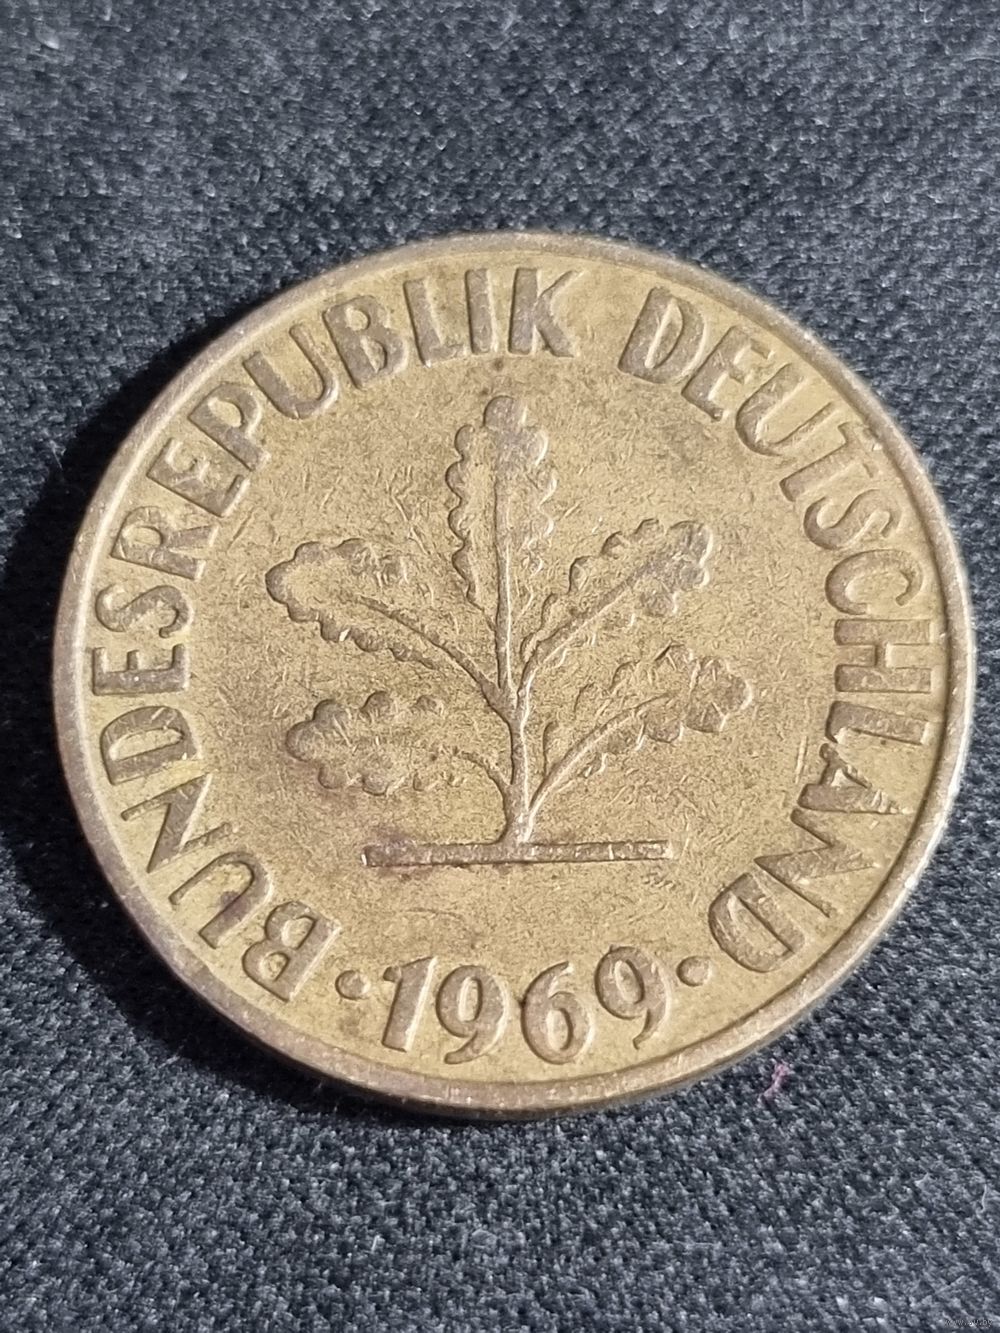 BUNDESREPUBLIK DEUTSCHLAND
· 1969 ·